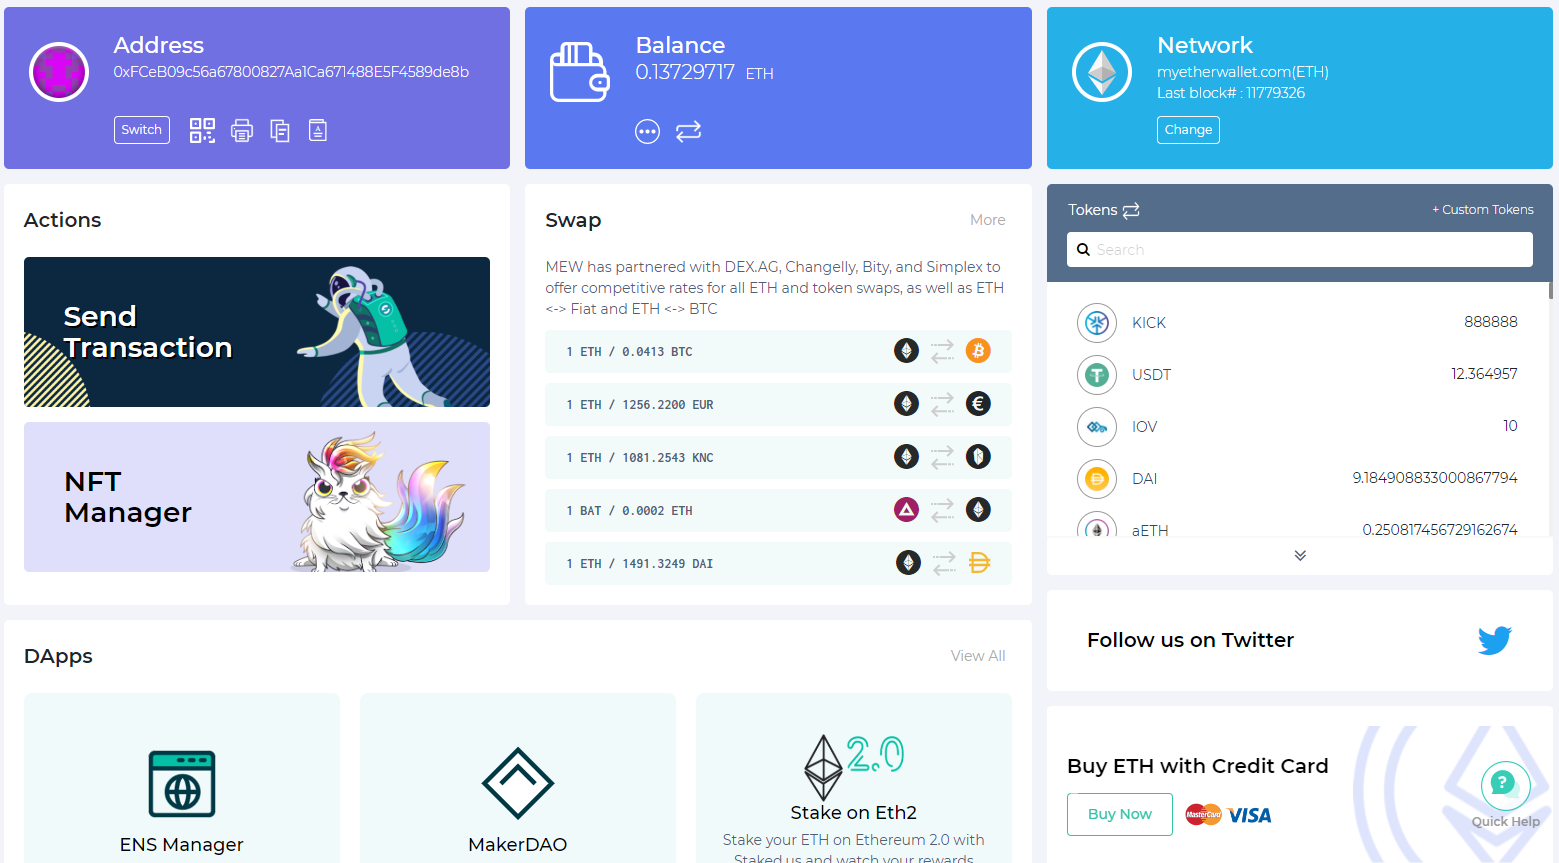 Address
0xFCeB09c56a67800827Aa1Ca671488E5F4589de8b
Switch
Balance
0.13729717 ETH
Network
myetherwallet.com(ETH)
Last block# : 11779326
Change
Actions
Send
Transaction
NFT
Manager
Swap
More
MEW has partnered with DEX.AG, Changelly, Bity, and Simplex to
offer competitive rates for all ETH and token swaps, as well as ETH
<-> Fiat and ETH <-> BTC
1 ETH / 0.0413 BTC
1 ETH / 1256.2200 EUR
1 ETH / 1081.2543 KNC
1 BAT / 0.0002 ETH
1 ETH / 1491.3249 DAI
Tokens
+ Custom Tokens
Search
KICK 888888
USDT 12.364957
IOV 10
DAI 9.184908833000867794
aETH 0.250817456729162674
DApps
View All
ENS Manager
MakerDAO
2.0
Stake on Eth2
Stake your ETH on Ethereum 2.0 with
Staked.us and watch your rewards
Follow us on Twitter
Buy ETH with Credit Card
Buy Now
MasterCard
VISA
?
Quick Help